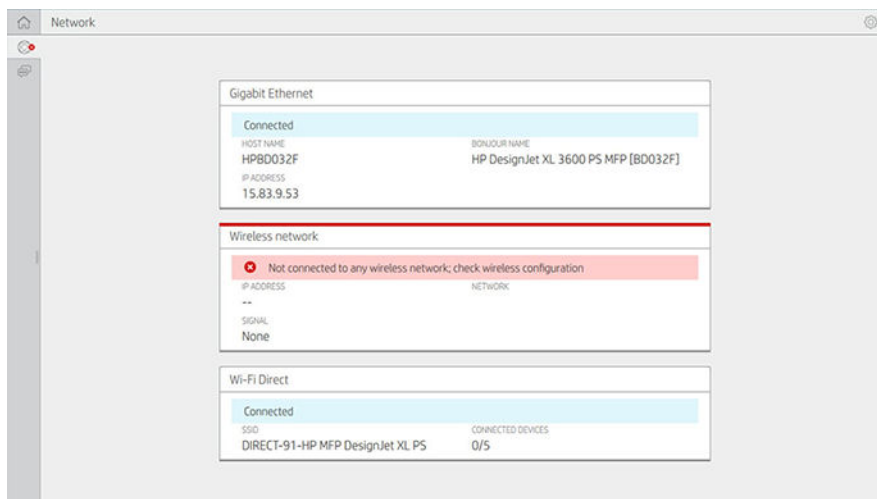 Network
Gigabit Ethernet
Connected
HOST NAME BONJOUR NAME
HPBD032F HP DesignJet XL 3600 PS MFP [BD032F]
IP ADDRESS
15.83.9.53
Wireless network
Not connected to any wireless network; check wireless configuration
IP ADDRESS NETWORK
--
SIGNAL
None
Wi-Fi Direct
Connected
SSID CONNECTED DEVICES
DIRECT-91-HP MFP DesignJet XL PS 0/5